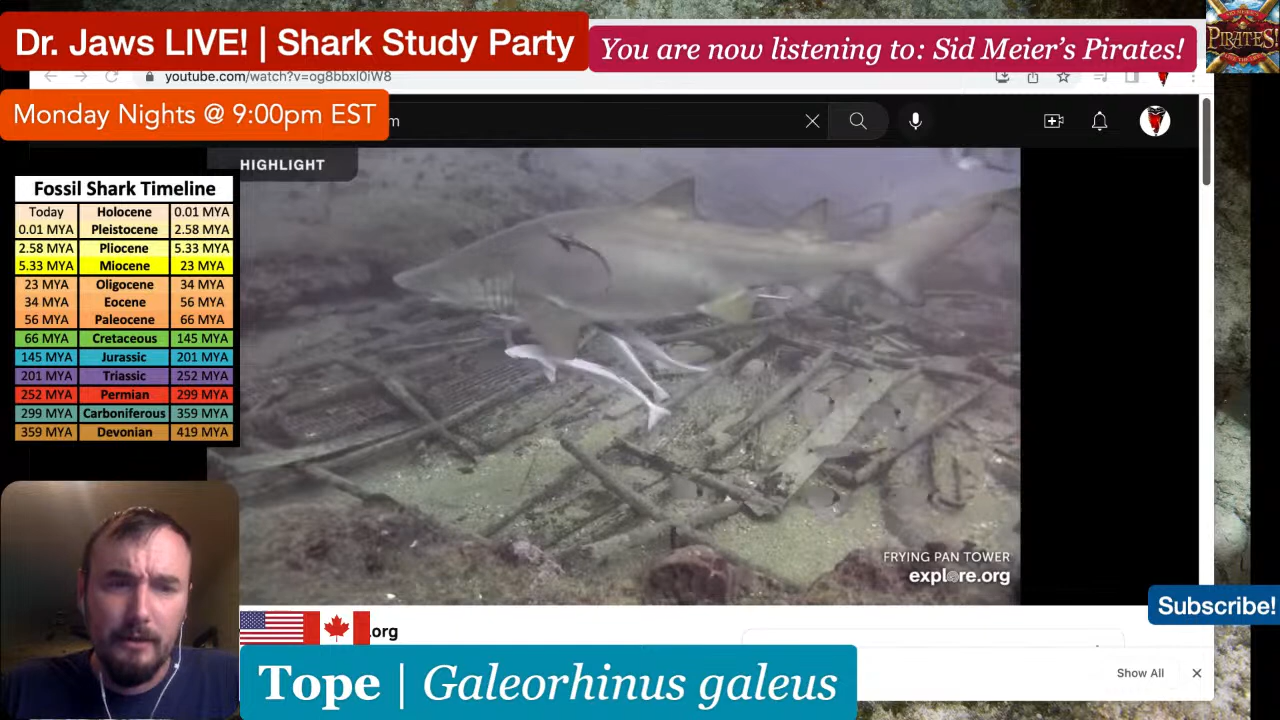 Dr. Jaws LIVE! | Shark Study Party
You are now listening to: Sid Meier's Pirates!
SID MEIER'S
PIRATES!
youtube.com/watch?v=og8bbxl0iW8
Monday Nights @ 9:00pm EST
m
HIGHLIGHT
Fossil Shark Timeline
Today Holocene 0.01 MYA
0.01 MYA Pleistocene 2.58 MYA
2.58 MYA Pliocene 5.33 MYA
5.33 MYA Miocene 23 MYA
23 MYA Oligocene 34 MYA
34 MYA Eocene 56 MYA
56 MYA Paleocene 66 MYA
66 MYA Cretaceous 145 MYA
145 MYA Jurassic 201 MYA
201 MYA Triassic 252 MYA
252 MYA Permian 299 MYA
299 MYA Carboniferous 359 MYA
359 MYA Devonian 419 MYA
FRYING PAN TOWER
explore.org
Subscribe!
.org
Show All
Tope | Galeorhinus galeus